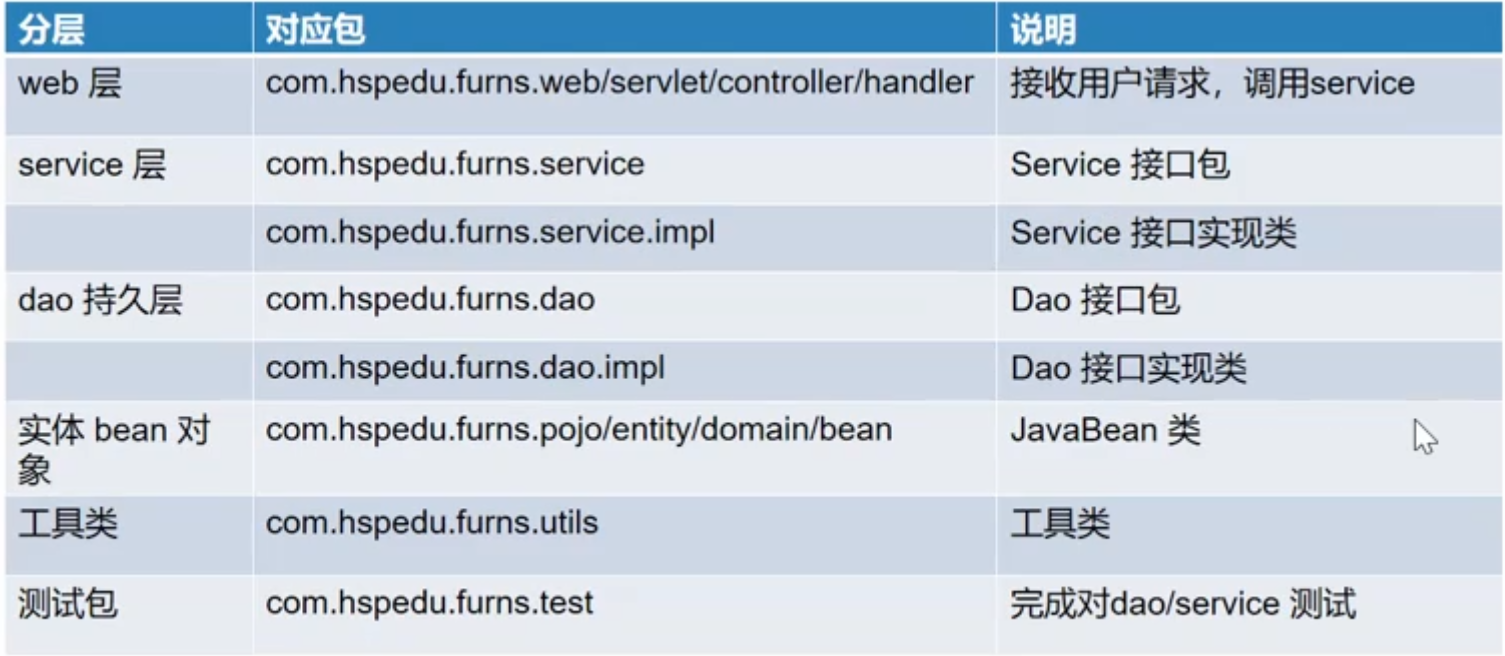 分层 对应包 说明
web 层 com.hspedu.furns.web/servlet/controller/handler 接收用户请求，调用service
service 层 com.hspedu.furns.service Service 接口包
com.hspedu.furns.service.impl Service 接口实现类
dao 持久层 com.hspedu.furns.dao Dao 接口包
com.hspedu.furns.dao.impl Dao 接口实现类
实体 bean 对 com.hspedu.furns.pojo/entity/domain/bean JavaBean 类
象
工具类 com.hspedu.furns.utils 工具类
测试包 com.hspedu.furns.test 完成对dao/service 测试